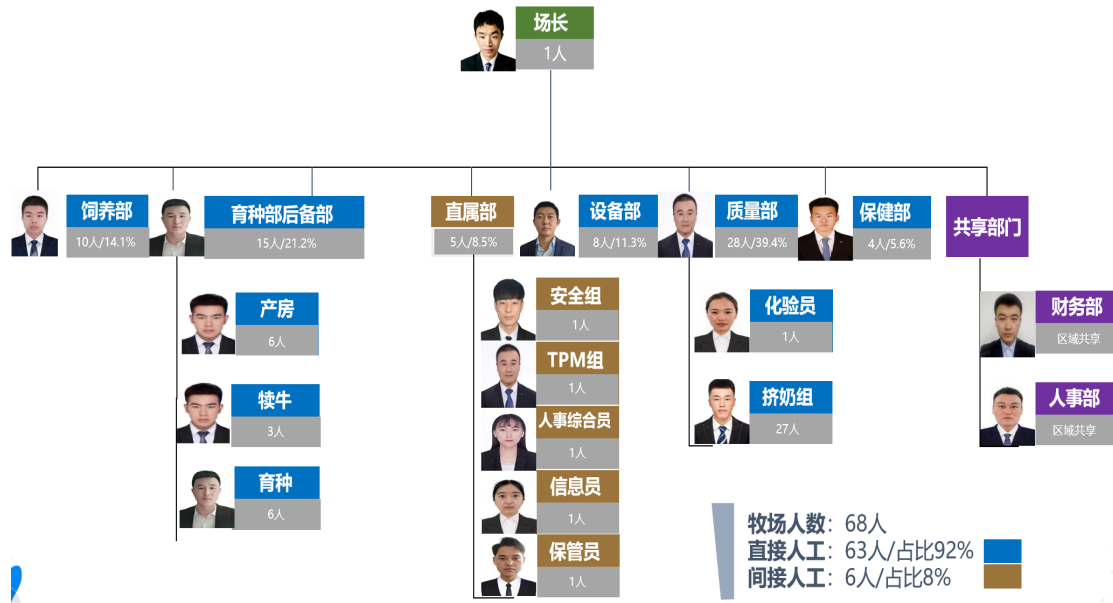 场长
1人
饲养部
10人/14.1%
育种部后备部
15人/21.2%
直属部
5人/8.5%
设备部
8人/11.3%
质量部
28人/39.4%
保健部
4人/5.6%
共享部门
产房
6人
犊牛
3人
育种
6人
安全组
1人
TPM组
1人
人事综合员
1人
信息员
1人
保管员
1人
化验员
1人
挤奶组
27人
财务部
区域共享
人事部
区域共享
牧场人数：68人
直接人工：63人/占比92%
间接人工：6人/占比8%